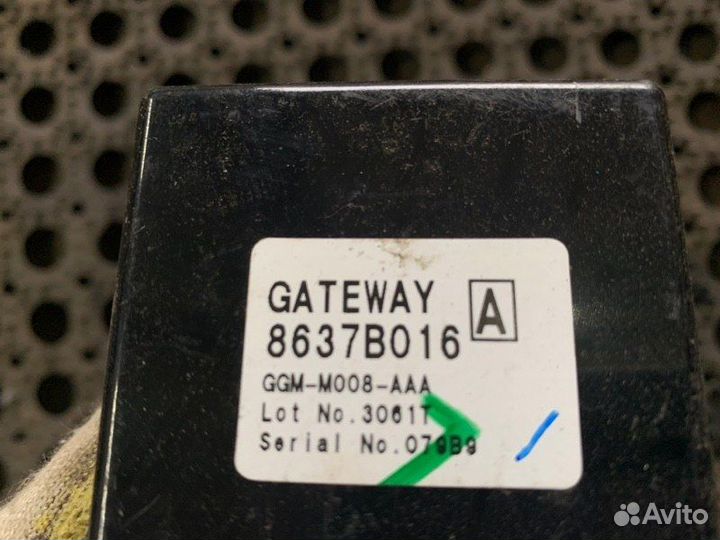 GATEWAY A
8637B016
GGM-M008-AAA
Lot No.3061T
Serial No.079B9
Avito